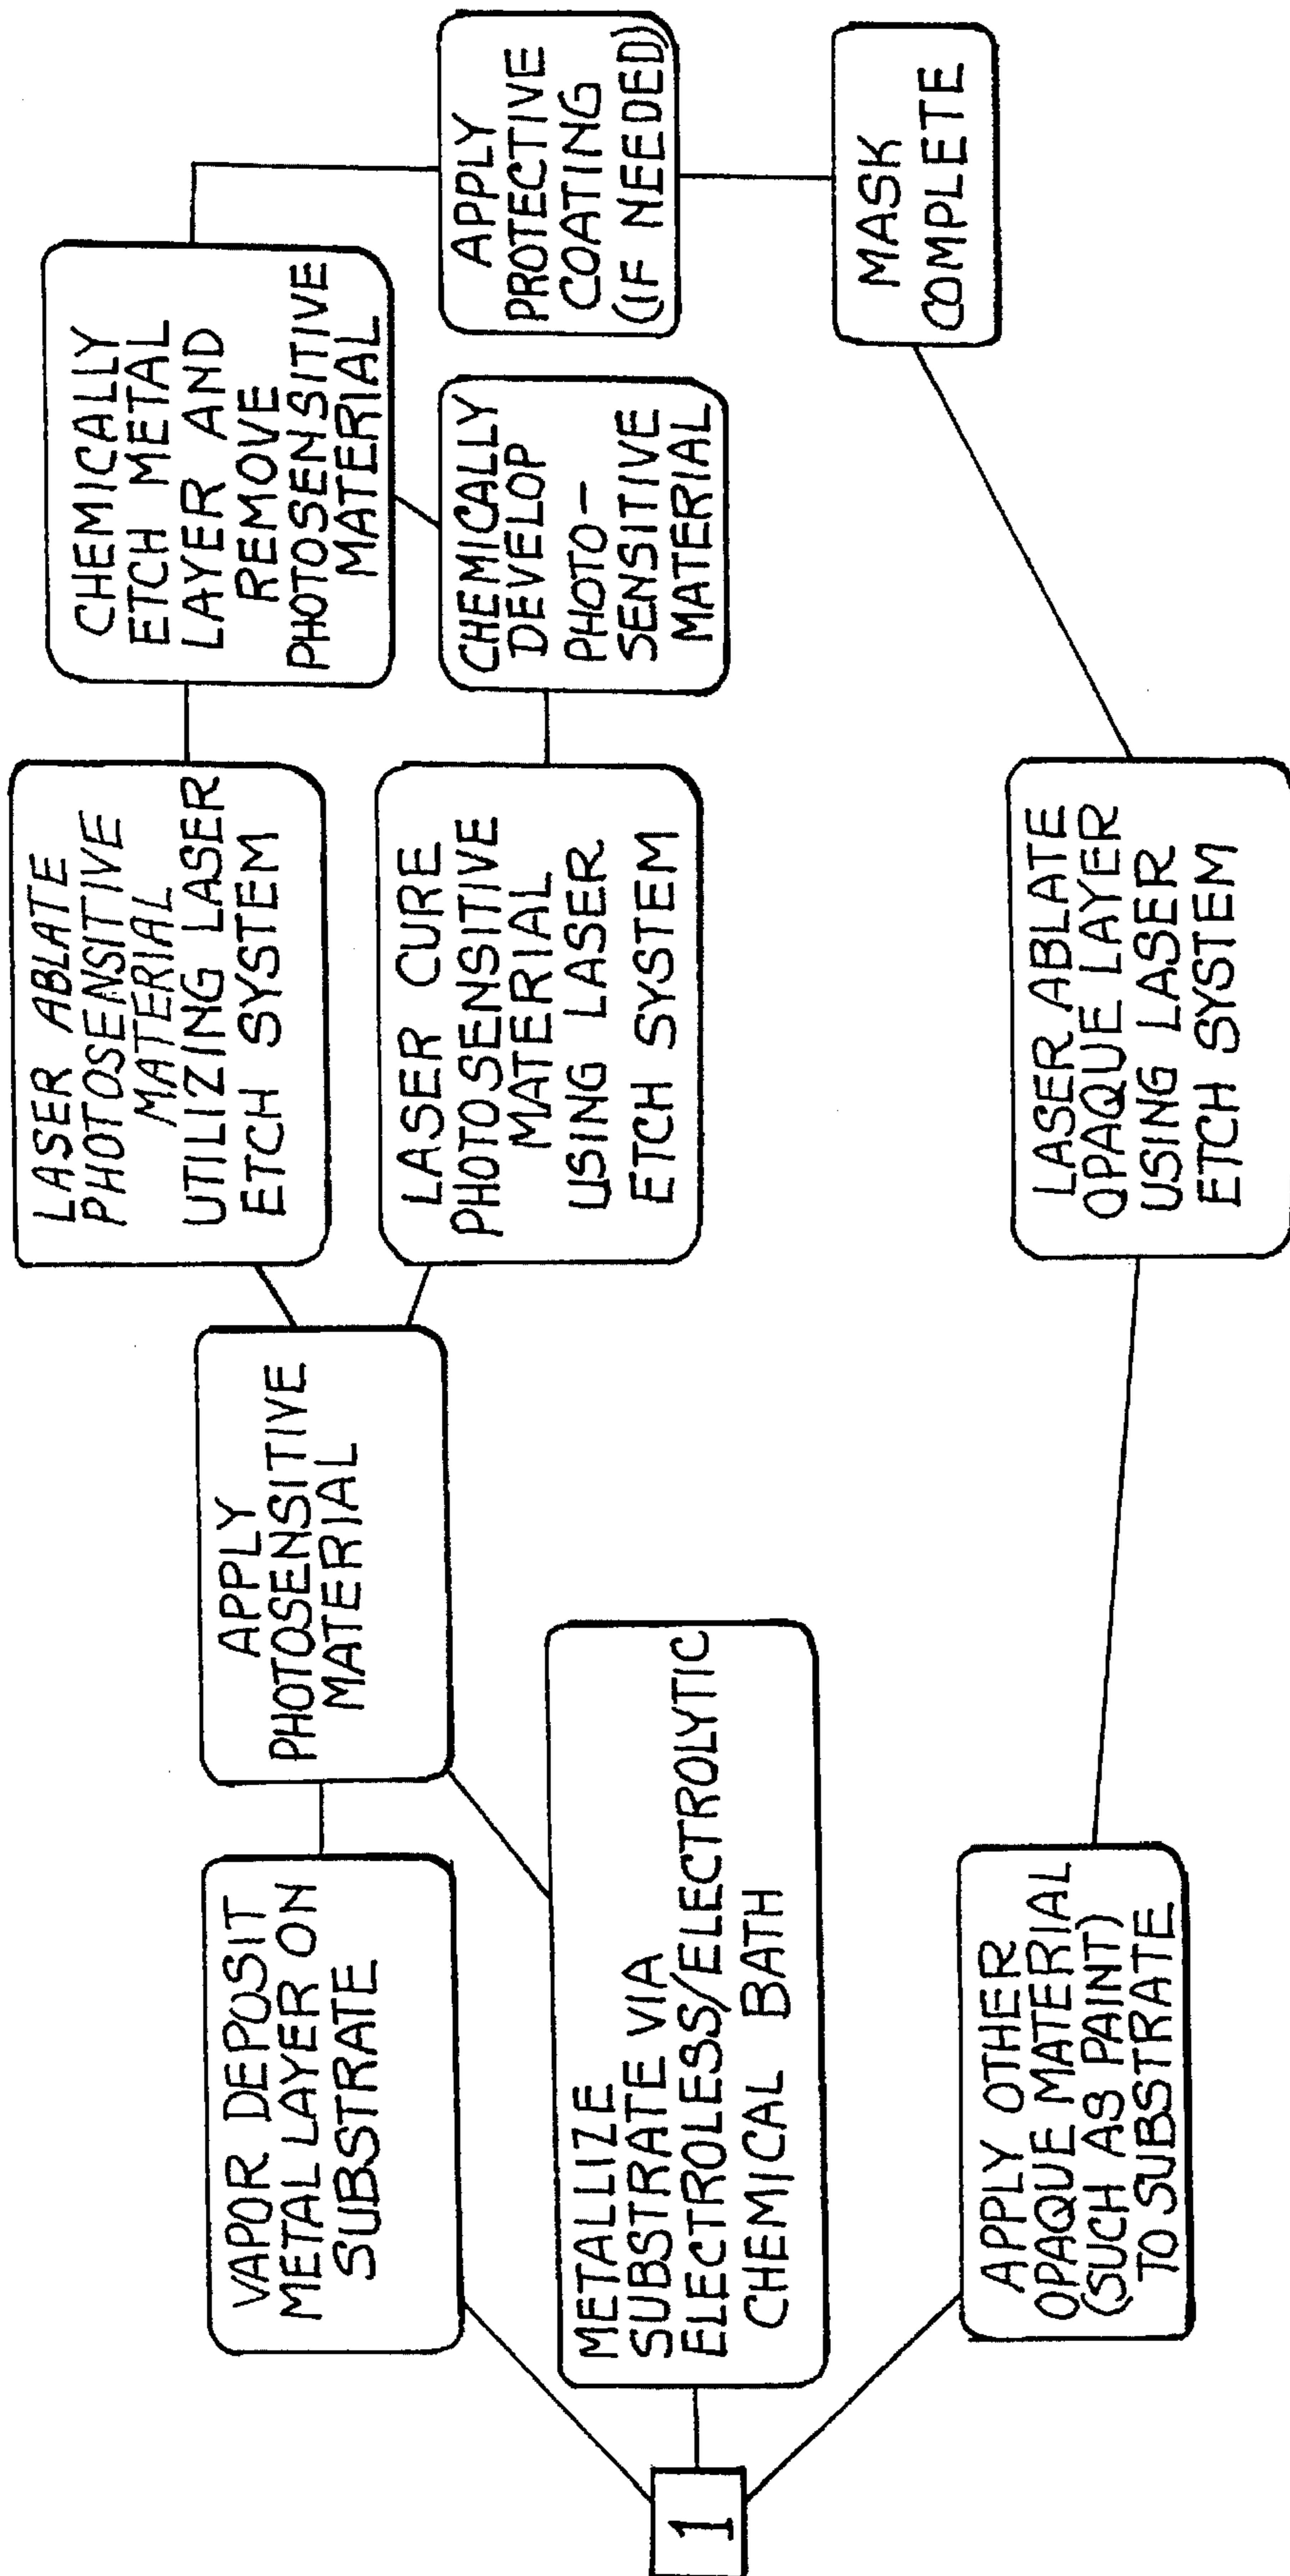 1
VAPOR DEPOSIT
METAL LAYER ON
SUBSTRATE
METALLIZE
SUBSTRATE VIA
ELECTROLESS/ELECTROLYTIC
CHEMICAL BATH
APPLY OTHER
OPAQUE MATERIAL
(SUCH AS PAINT)
TO SUBSTRATE
APPLY
PHOTOSENSITIVE
MATERIAL
LASER ABLATE
PHOTOSENSITIVE
MATERIAL
UTILIZING LASER
ETCH SYSTEM
LASER CURE
PHOTOSENSITIVE
MATERIAL
USING LASER
ETCH SYSTEM
LASER ABLATE
OPAQUE LAYER
USING LASER
ETCH SYSTEM
CHEMICALLY
ETCH METAL
LAYER AND
REMOVE
PHOTOSENSITIVE
MATERIAL
CHEMICALLY
DEVELOP
PHOTO-
SENSITIVE
MATERIAL
APPLY
PROTECTIVE
COATING
(IF NEEDED)
MASK
COMPLETE